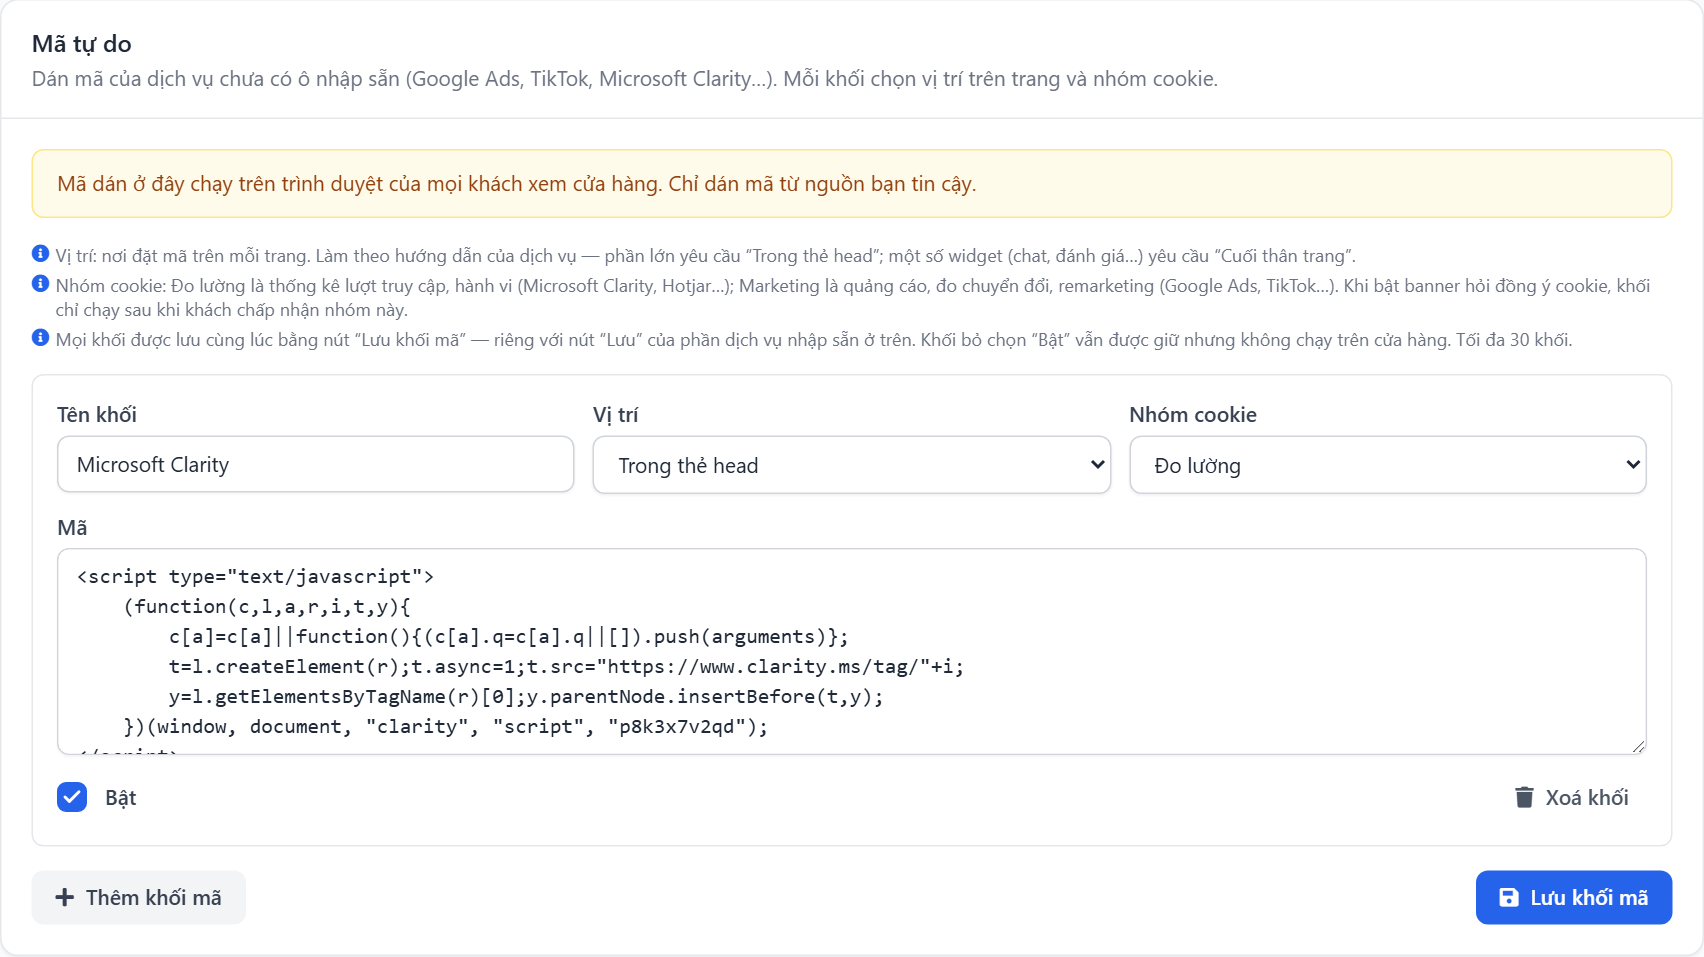 Mã tự do
Dán mã của dịch vụ chưa có ô nhập sẵn (Google Ads, TikTok, Microsoft Clarity...). Mỗi khối chọn vị trí trên trang và nhóm cookie.
Mã dán ở đây chạy trên trình duyệt của mọi khách xem cửa hàng. Chỉ dán mã từ nguồn bạn tin cậy.
Vị trí: nơi đặt mã trên mỗi trang. Làm theo hướng dẫn của dịch vụ — phần lớn yêu cầu “Trong thẻ head”; một số widget (chat, đánh giá...) yêu cầu “Cuối thân trang”.
Nhóm cookie: Đo lường là thống kê lượt truy cập, hành vi (Microsoft Clarity, Hotjar...); Marketing là quảng cáo, đo chuyển đổi, remarketing (Google Ads, TikTok...). Khi bật banner hỏi đồng ý cookie, khối
chỉ chạy sau khi khách chấp nhận nhóm này.
Mọi khối được lưu cùng lúc bằng nút “Lưu khối mã” — riêng với nút “Lưu” của phần dịch vụ nhập sẵn ở trên. Khối bỏ chọn “Bật” vẫn được giữ nhưng không chạy trên cửa hàng. Tối đa 30 khối.
Tên khối
Vị trí
Nhóm cookie
Microsoft Clarity
Trong thẻ head
Đo lường
Mã
<script type="text/javascript">
    (function(c,l,a,r,i,t,y){
        c[a]=c[a]||function(){(c[a].q=c[a].q||[]).push(arguments)};
        t=l.createElement(r);t.async=1;t.src="https://www.clarity.ms/tag/"+i;
        y=l.getElementsByTagName(r)[0];y.parentNode.insertBefore(t,y);
    })(window, document, "clarity", "script", "p8k3x7v2qd");
</script>
Bật
Xoá khối
Thêm khối mã
Lưu khối mã